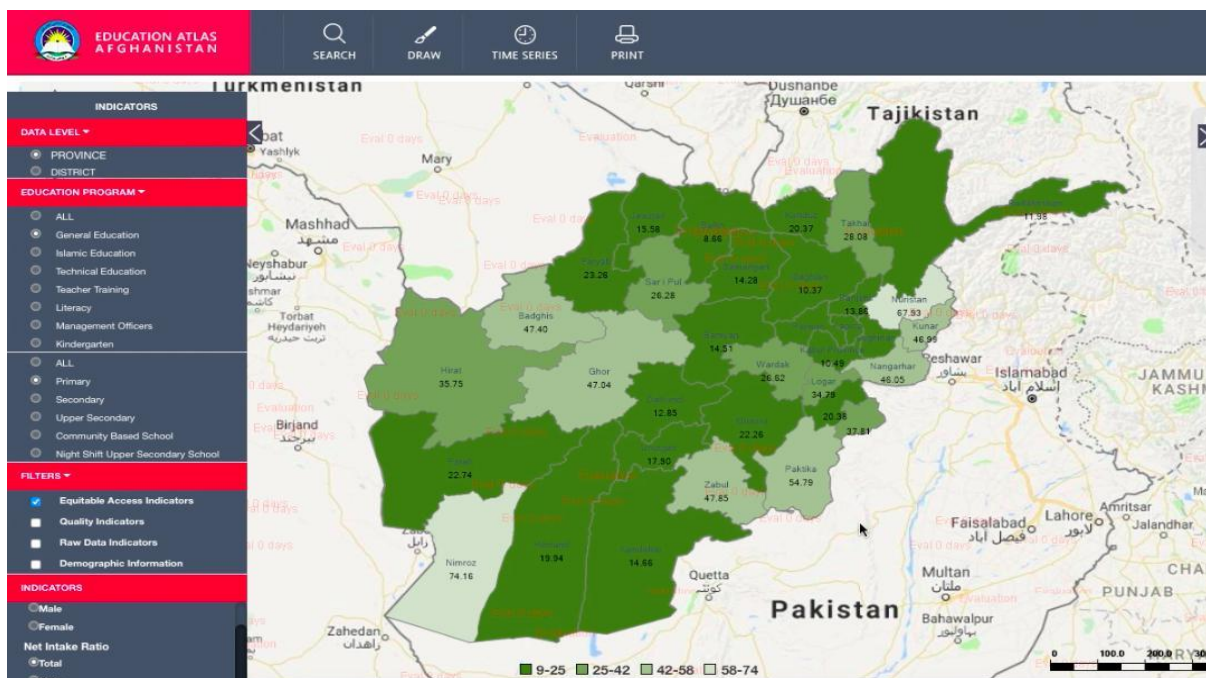 EDUCATION ATLAS
AFGHANISTAN
SEARCH
DRAW
TIME SERIES
PRINT
INDICATORS
DATA LEVEL
PROVINCE
DISTRICT
EDUCATION PROGRAM
ALL
General Education
Islamic Education
Technical Education
Teacher Training
Literacy
Management Officers
Kindergarten
ALL
Primary
Secondary
Upper Secondary
Community Based School
Night Shift Upper Secondary School
FILTERS
Equitable Access Indicators
Quality Indicators
Raw Data Indicators
Demographic Information
INDICATORS
Male
Female
Net Intake Ratio
Total
Turkmenistan
Dushanbe
Душанбе
Tajikistan
Yashlyk
Mary
Mashhad
مشهد
Neyshabur
نیشابور
Torbat
Heydariyeh
تربت حیدریه
Birjand
بیرجند
Zahedan
زاهدان
زابل
15.58
8.66
20.37
Takhar
28.08
11.98
23.26
Sar i Pul
26.28
14.28
10.37
13.86
Nuristan
67.93
Badghis
47.40
Kunar
46.99
14.51
Hirat
35.75
Ghor
47.04
Wardak
26.62
10.49
Nangarhar
46.05
Logar
34.79
12.85
20.38
37.81
22.26
22.74
17.90
Zabul
47.85
Paktika
54.79
Nimroz
74.16
19.94
14.66
Peshawar
پشاور
Islamabad
اسلام آباد
JAMMU
KASH
Quetta
کوئٹہ
Faisalabad
فیصل آباد
Lahore
لاہور
Amritsar
Jalandhar
Multan
ملتان
Bahawalpur
بہاولپور
PUNJAB
CHA
Pakistan
9-25
25-42
42-58
58-74
0
100.0
200.0